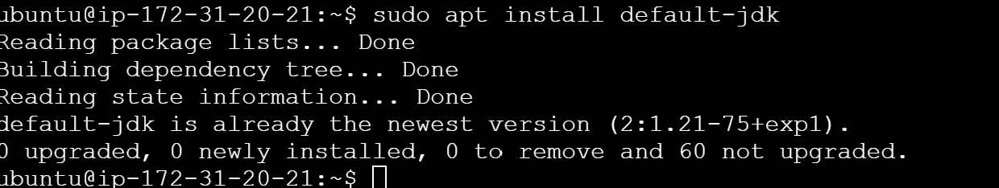 ubuntu@ip-172-31-20-21:~$ sudo apt install default-jdk
Reading package lists... Done
Building dependency tree... Done
Reading state information... Done
default-jdk is already the newest version (2:1.21-75+exp1).
0 upgraded, 0 newly installed, 0 to remove and 60 not upgraded.
ubuntu@ip-172-31-20-21:~$